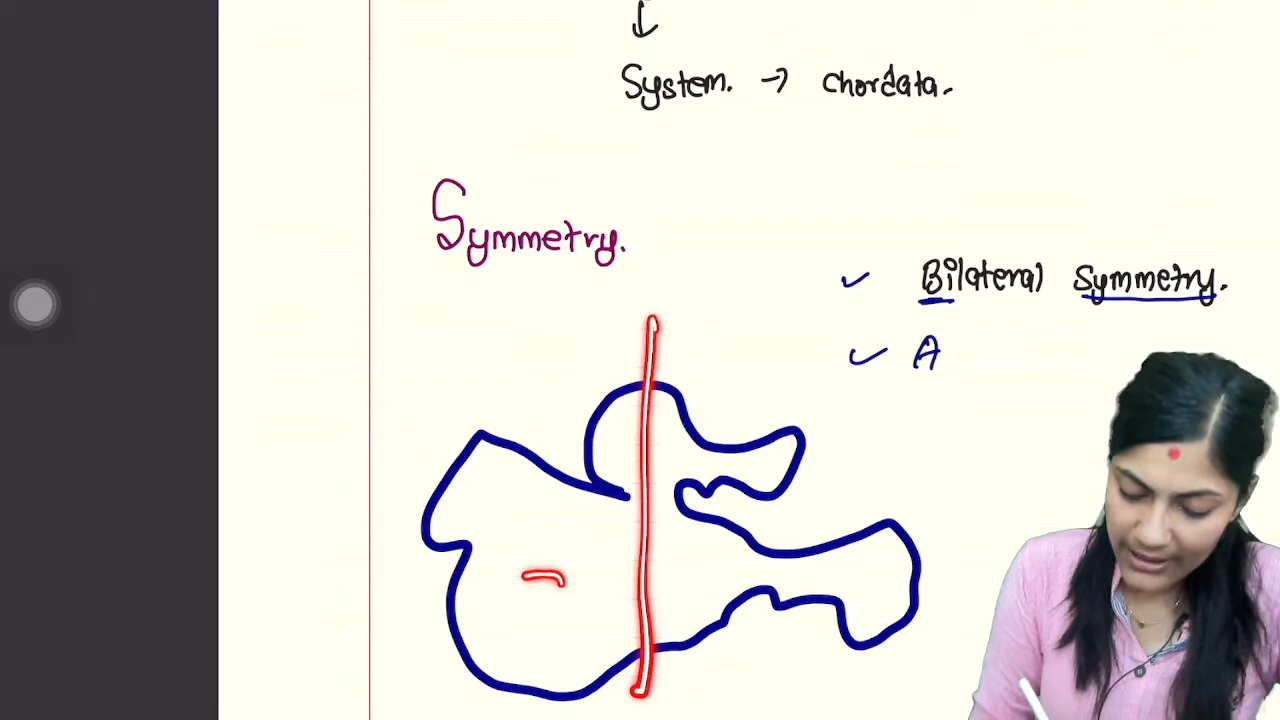 System. → Chordata.
Symmetry.
✓ Bilateral Symmetry.
✓ A